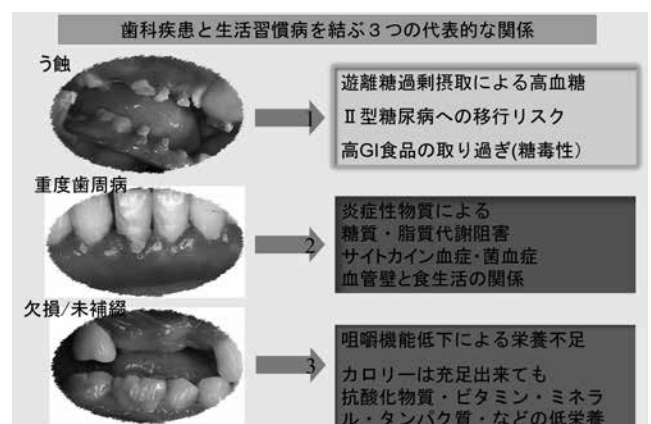 歯科疾患と生活習慣病を結ぶ３つの代表的な関係
う蝕
1
遊離糖過剰摂取による高血糖
Ⅱ型糖尿病への移行リスク
高GI食品の取り過ぎ(糖毒性）
重度歯周病
2
炎症性物質による
糖質・脂質代謝阻害
サイトカイン血症・菌血症
血管壁と食生活の関係
欠損/未補綴
3
咀嚼機能低下による栄養不足
カロリーは充足出来ても
抗酸化物質・ビタミン・ミネラ
ル・タンパク質・などの低栄養